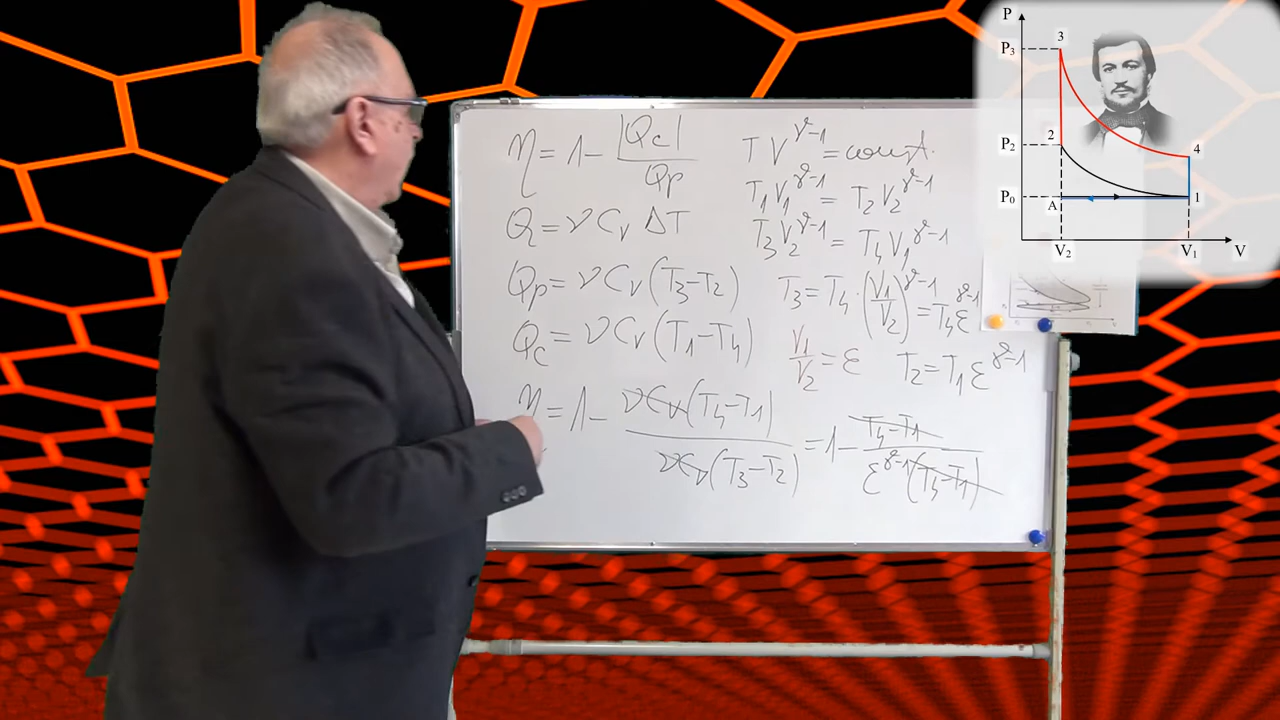 η = 1 - |Qc| / Qp
Q = νCv ΔT
Qp = νCv(T3-T2)
Qc = νCv(T1-T4)
η = 1 - νCv(T4-T1) / νCv(T3-T2) = 1 - T4-T1 / ε^γ-1(T4-T1)
TV^γ-1 = const.
T1V1^γ-1 = T2V2^γ-1
T3V2^γ-1 = T4V1^γ-1
T3 = T4·(V1/V2)^γ-1 = T4ε^γ-1
V1/V2 = ε T2 = T1ε^γ-1
P
P3 3
P2 2 4
P0 A 1
V2 V1 V